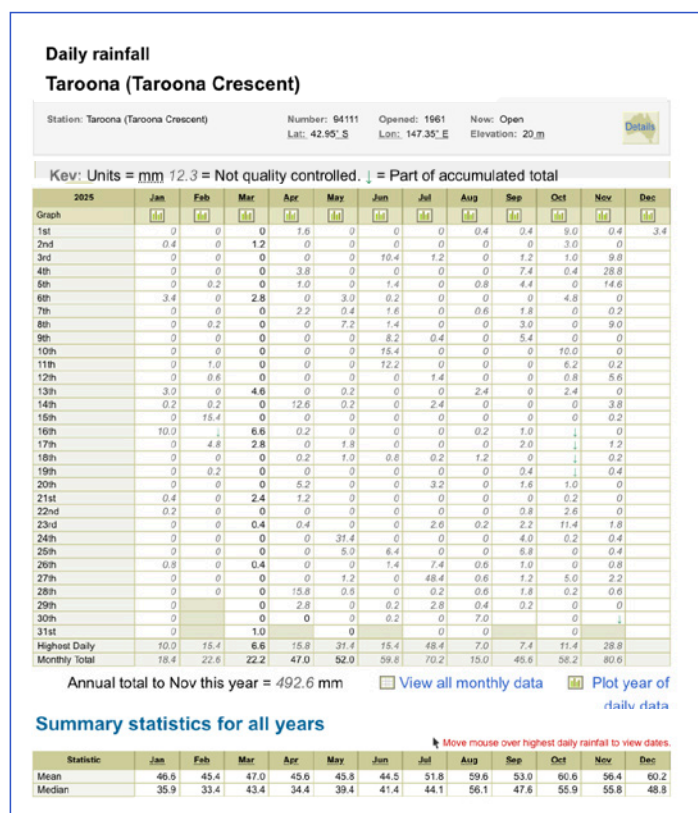 Daily rainfall
Taroona (Taroona Crescent)
Station: Taroona (Taroona Crescent) Number: 94111 Opened: 1961 Now: Open
Lat: 42.95° S Lon: 147.35° E Elevation: 20 m
Details
Key: Units = mm 12.3 = Not quality controlled. ↓ = Part of accumulated total
2025 Jan Feb Mar Apr May Jun Jul Aug Sep Oct Nov Dec
Graph
1st 0 0 0 1.6 0 0 0 0.4 0.4 9.0 0.4 3.4
2nd 0.4 0 1.2 0 0 0 0 0 0 3.0 0
3rd 0 0 0 0 0 10.4 1.2 0 1.2 1.0 9.8
4th 0 0 0 3.8 0 0 0 0 7.4 0.4 28.8
5th 0 0.2 0 1.0 0 1.4 0 0.8 4.4 0 14.6
6th 3.4 0 2.8 0 3.0 0.2 0 0 0 4.8 0
7th 0 0 0 2.2 0.4 1.6 0 0.6 1.8 0 0.2
8th 0 0.2 0 0 7.2 1.4 0 0 3.0 0 9.0
9th 0 0 0 0 0 8.2 0.4 0 5.4 0 0
10th 0 0 0 0 0 15.4 0 0 0 10.0 0
11th 0 1.0 0 0 0 12.2 0 0 0 6.2 0.2
12th 0 0.6 0 0 0 0 1.4 0 0 0.8 5.6
13th 3.0 0 4.6 0 0.2 0 0 2.4 0 2.4 0
14th 0.2 0.2 0 12.6 0.2 0 2.4 0 0 0 3.8
15th 0 15.4 0 0 0 0 0 0 0 0 0.2
16th 10.0 ↓ 6.6 0.2 0 0 0 0.2 1.0 ↓ 0
17th 0 4.8 2.8 0 1.8 0 0 0 2.0 ↓ 1.2
18th 0 0 0 0.2 1.0 0.8 0.2 1.2 0 ↓ 0.2
19th 0 0.2 0 0 0 0 0 0 0.4 ↓ 0.4
20th 0 0 0 5.2 0 0 3.2 0 1.6 1.0 0
21st 0.4 0 2.4 1.2 0 0 0 0 0 0.2 0
22nd 0.2 0 0 0 0 0 0 0 0.8 2.6 0
23rd 0 0 0.4 0.4 0 0 2.6 0.2 2.2 11.4 1.8
24th 0 0 0 0 31.4 0 0 0 4.0 0.2 0.4
25th 0 0 0 0 5.0 6.4 0 0 6.8 0 0.4
26th 0.8 0 0.4 0 0 1.4 7.4 0.6 1.0 0 0.8
27th 0 0 0 0 1.2 0 48.4 0.6 1.2 5.0 2.2
28th 0 0 0 15.8 0.6 0 0.2 0.6 1.8 0.2 0.6
29th 0 0 2.8 0 0.2 2.8 0.4 0.2 0 0
30th 0 0 0 0 0.2 0 7.0 0 ↓
31st 0 1.0 0 0 0 0
Highest Daily 10.0 15.4 6.6 15.8 31.4 15.4 48.4 7.0 7.4 11.4 28.8
Monthly Total 18.4 22.6 22.2 47.0 52.0 59.8 70.2 15.0 46.6 58.2 80.6
Annual total to Nov this year = 492.6 mm View all monthly data Plot year of
daily data
Summary statistics for all years
Move mouse over highest daily rainfall to view dates.
Statistic Jan Feb Mar Apr May Jun Jul Aug Sep Oct Nov Dec
Mean 46.6 45.4 47.0 45.6 45.8 44.5 51.8 59.6 53.0 60.6 56.4 60.2
Median 35.9 33.4 43.4 34.4 39.4 41.4 44.1 56.1 47.6 55.9 55.8 48.8